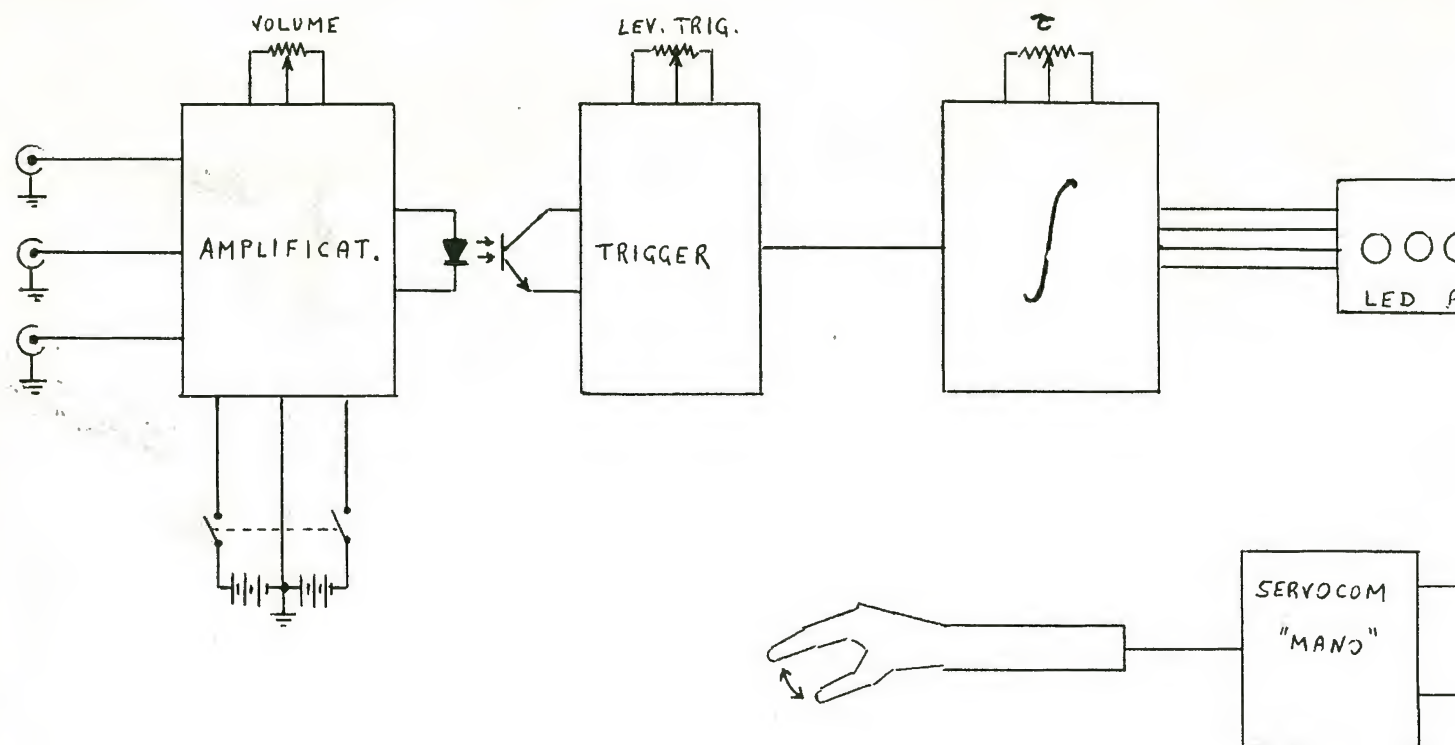 VOLUME
LEV. TRIG.
τ
AMPLIFICAT.
TRIGGER
∫
LED
SERVOCOM
"MANO"